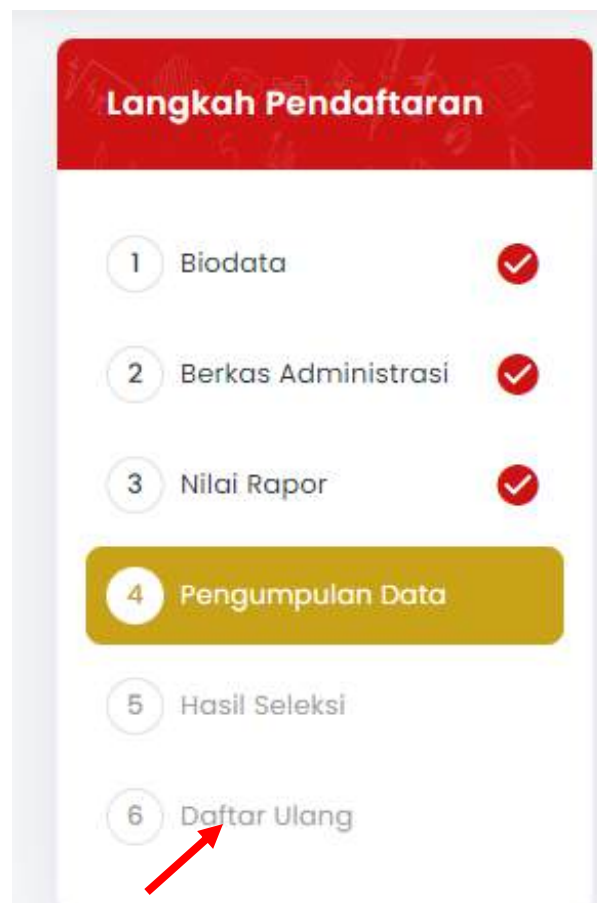 Langkah Pendaftaran
1 Biodata
2 Berkas Administrasi
3 Nilai Rapor
4 Pengumpulan Data
5 Hasil Seleksi
6 Daftar Ulang